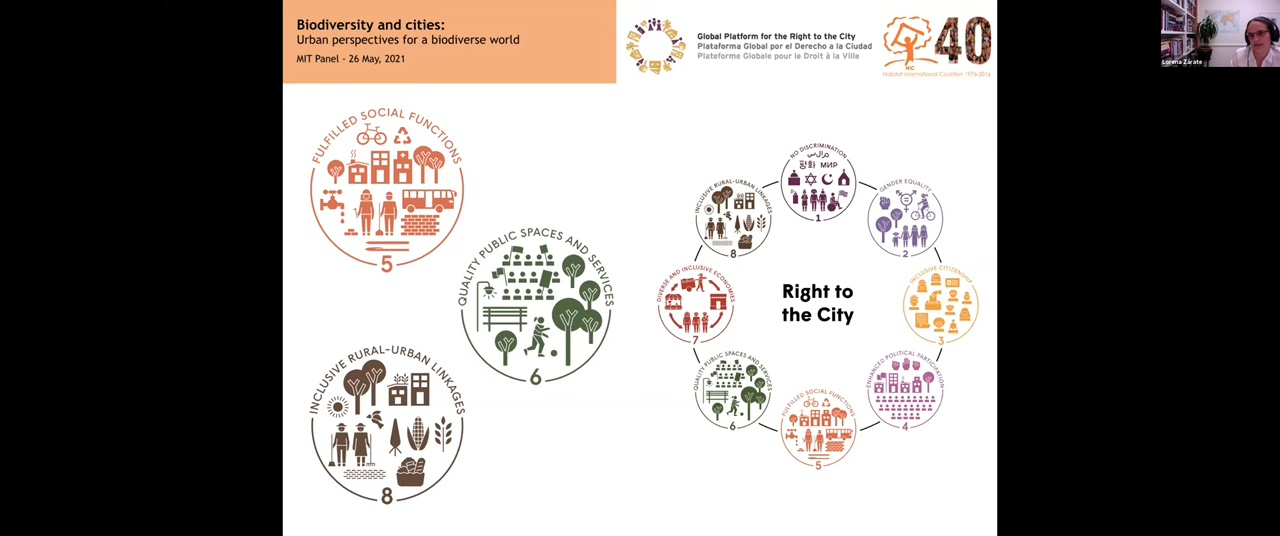 Biodiversity and cities:
Urban perspectives for a biodiverse world
MIT Panel - 26 May, 2021
Global Platform for the Right to the City
Plataforma Global por el Derecho a la Ciudad
Plateforme Globale pour le Droit à la Ville
HIC
40
Habitat International Coalition 1976-2016
Lorena Zárate
FULFILLED SOCIAL FUNCTIONS
5
QUALITY PUBLIC SPACES AND SERVICES
6
INCLUSIVE RURAL-URBAN LINKAGES
8
Right to
the City
NO DISCRIMINATION
평화 МИР
1
GENDER EQUALITY
2
INCLUSIVE CITIZENSHIP
3
ENHANCED POLITICAL PARTICIPATION
4
FULFILLED SOCIAL FUNCTIONS
5
QUALITY PUBLIC SPACES AND SERVICES
6
DIVERSE AND INCLUSIVE ECONOMIES
7
INCLUSIVE RURAL-URBAN LINKAGES
8